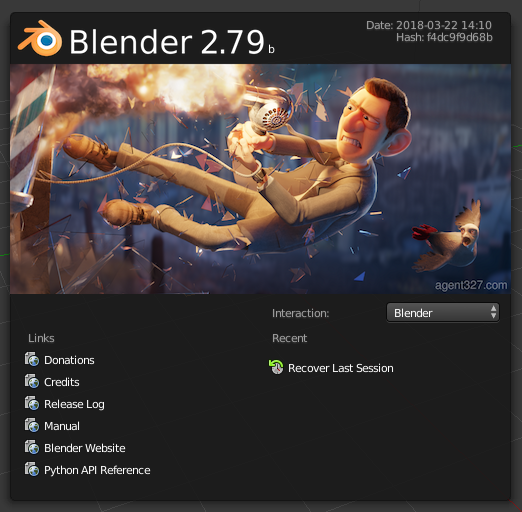 Blender 2.79 b
Date: 2018-03-22 14:10
Hash: f4dc9f9d68b
agent327.com
Interaction: Blender
Links
Donations
Credits
Release Log
Manual
Blender Website
Python API Reference
Recent
Recover Last Session